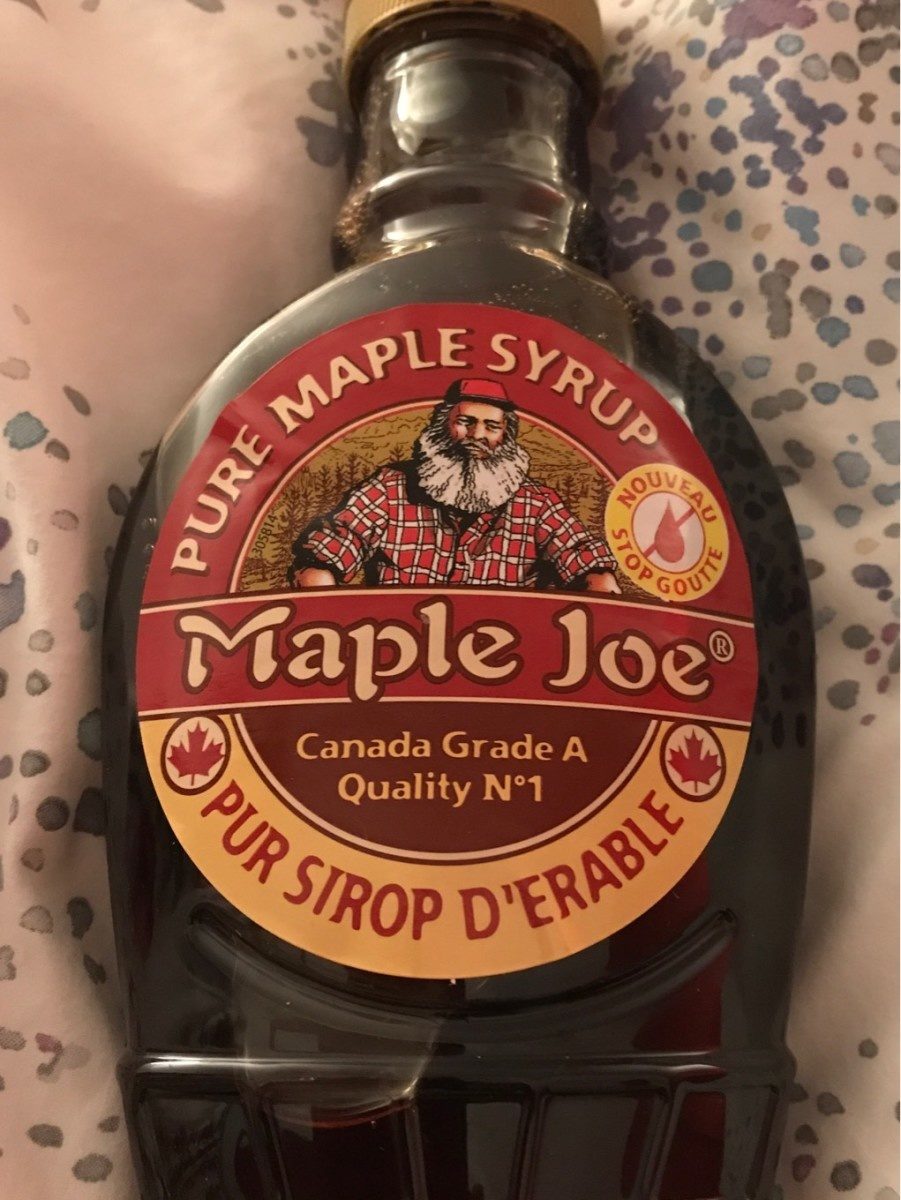 PURE MAPLE SYRUP
NOUVEAU
STOP GOUTTE
Maple Joe®
Canada Grade A
Quality N°1
PUR SIROP D'ERABLE